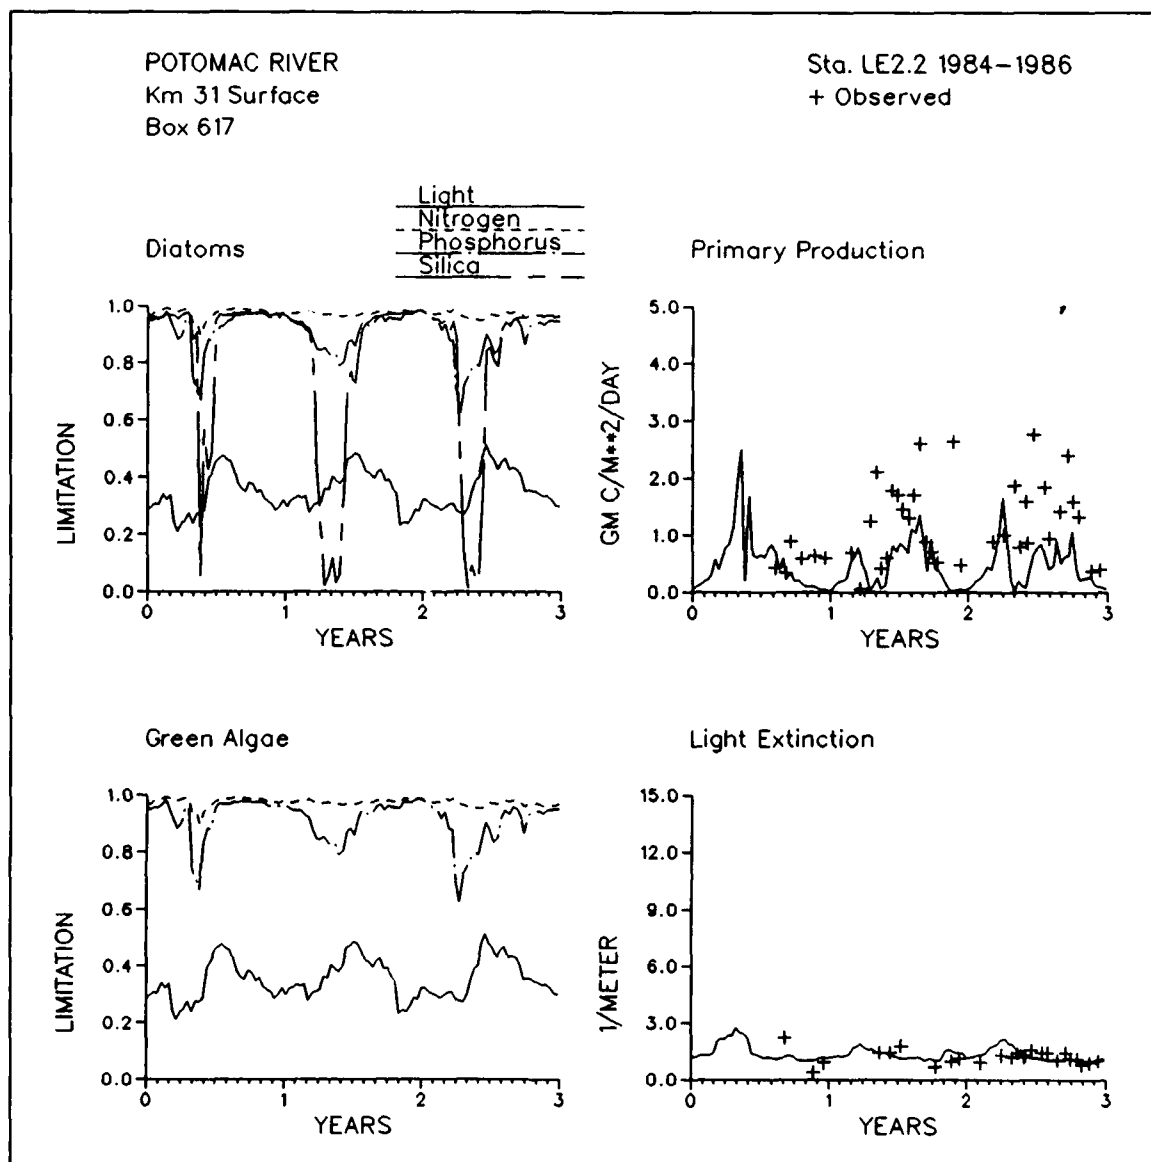 POTOMAC RIVER
Km 31 Surface
Box 617
Sta. LE2.2 1984-1986
+ Observed
Light
Nitrogen
Phosphorus
Silica
Diatoms
LIMITATION
1.0
0.8
0.6
0.4
0.2
0.0
0 1 2 3
YEARS
Primary Production
GM C/M**2/DAY
5.0
4.0
3.0
2.0
1.0
0.0
0 1 2 3
YEARS
Green Algae
LIMITATION
1.0
0.8
0.6
0.4
0.2
0.0
0 1 2 3
YEARS
Light Extinction
1/METER
15.0
12.0
9.0
6.0
3.0
0.0
0 1 2 3
YEARS